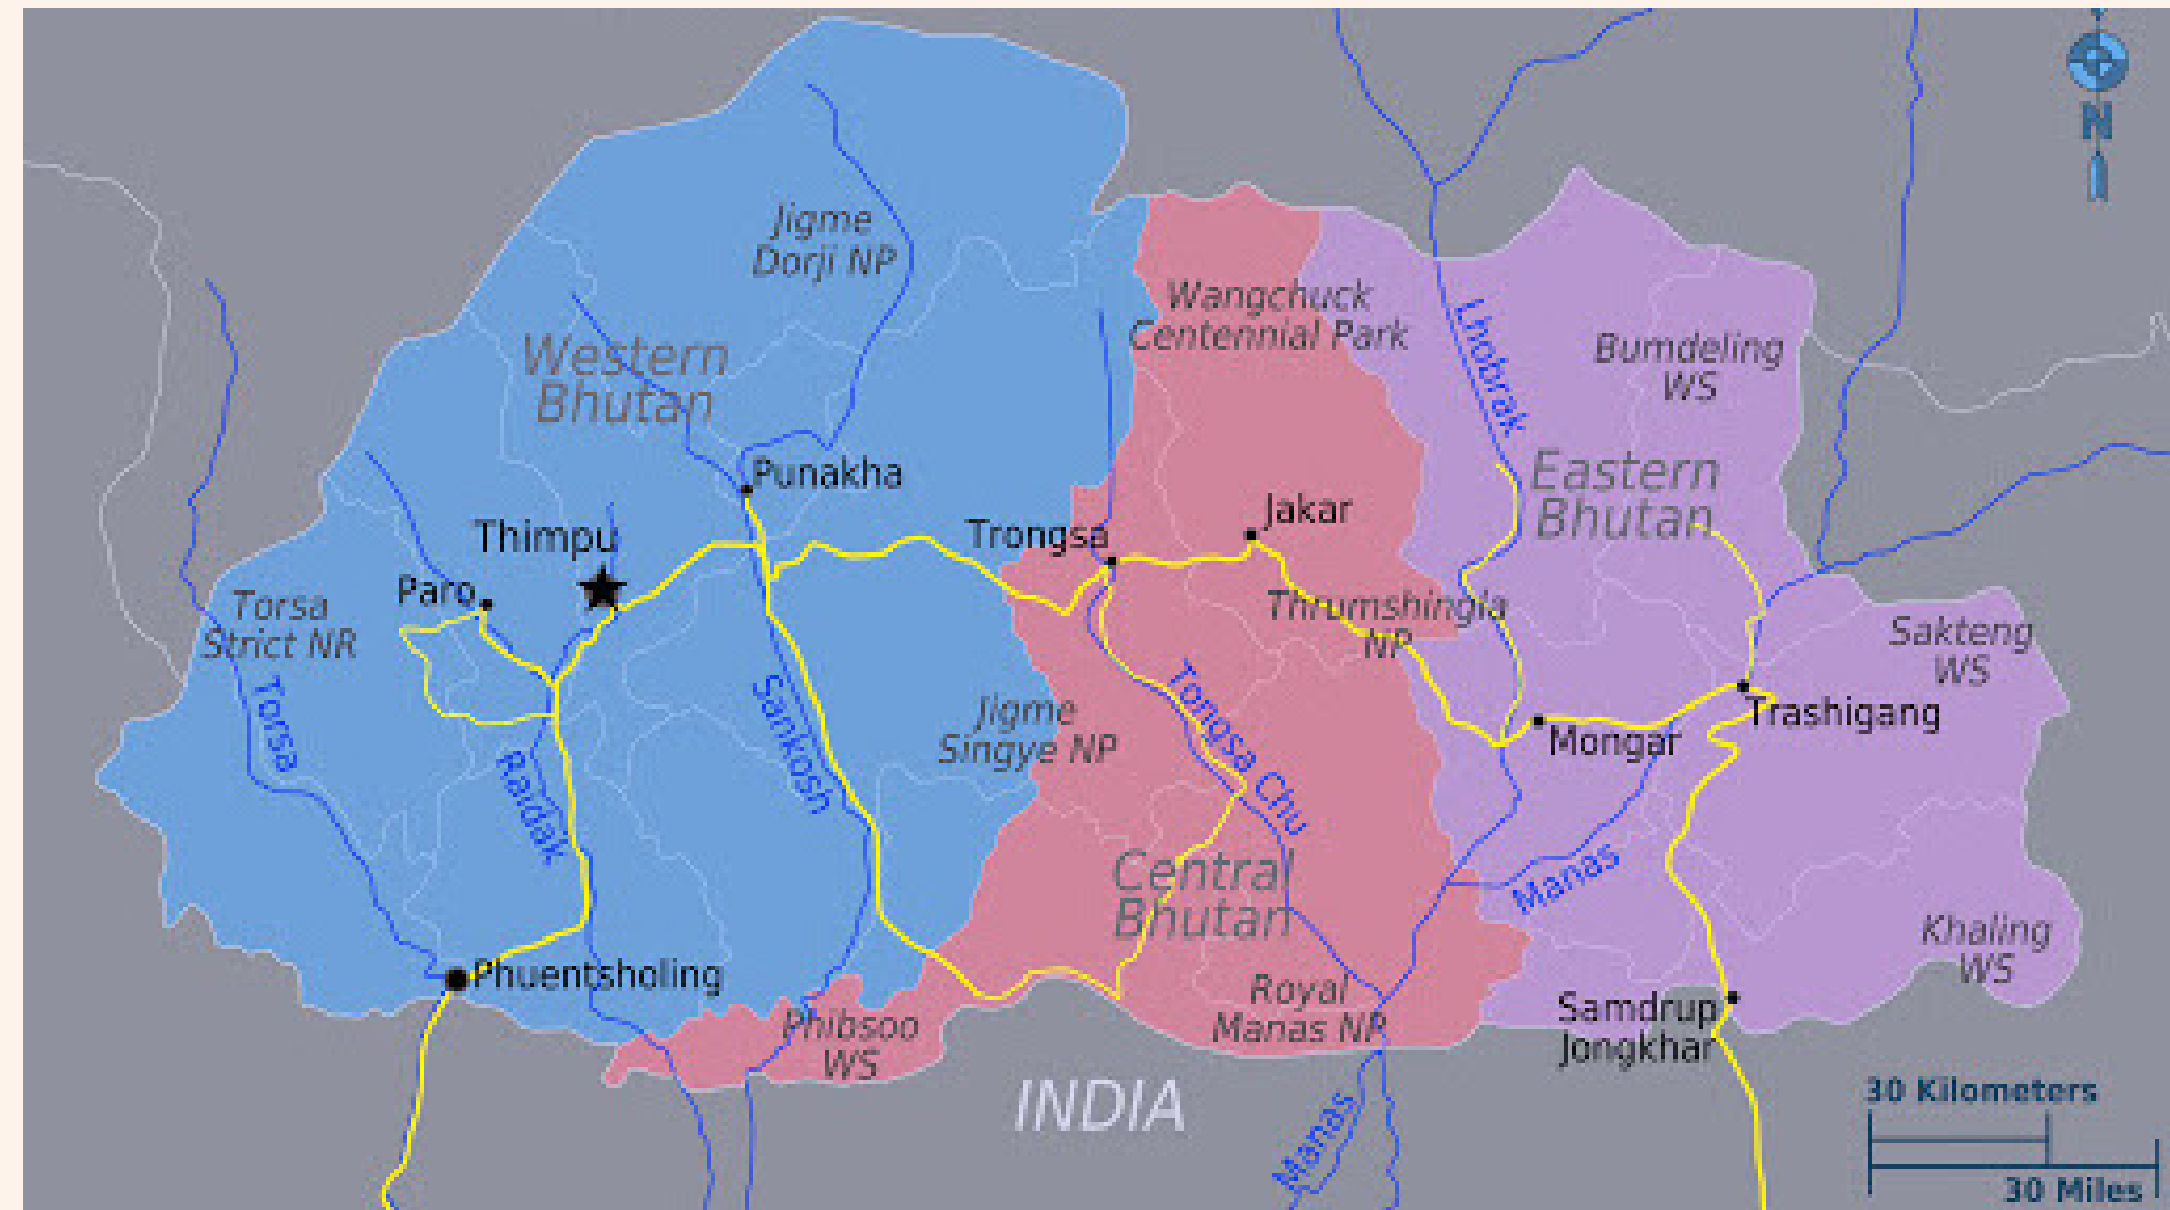 N
Jigme
Dorji NP
Wangchuck
Centennial Park
Lhobrak
Bumdeling
WS
Western
Bhutan
Punakha
Eastern
Bhutan
Jakar
Thimpu
Trongsa
Paro
Torsa
Strict NR
Thrumshingla
NP
Sakteng
WS
Torsa
Raidak
Sankosh
Jigme
Singye NP
Tongsa Chu
Mongar
Trashigang
Central
Bhutan
Manas
Khaling
WS
Phuentsholing
Phibsoo
WS
Royal
Manas NP
Samdrup
Jongkhar
INDIA
Manas
30 Kilometers
30 Miles